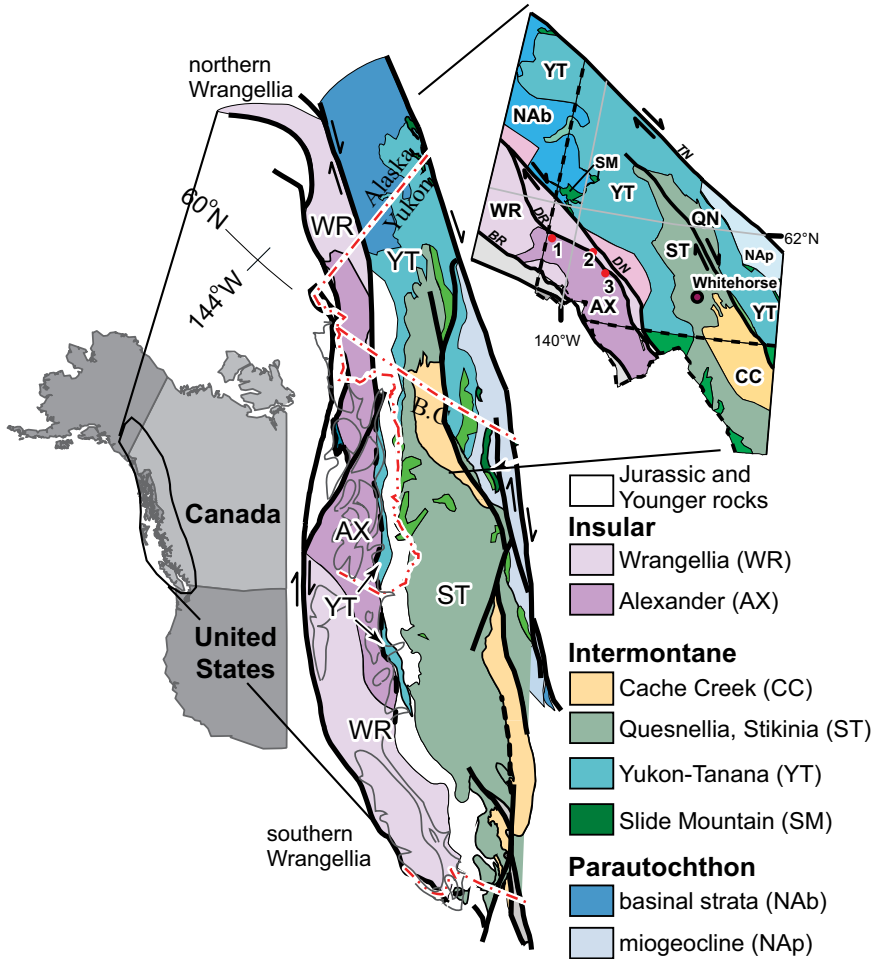 northern
Wrangellia
60°N
144°W
WR
Alaska
Yukon
YT
B.C.
AX
YT
ST
WR
southern
Wrangellia
Canada
United
States
YT
NAb
SM
TN
WR
DR
YT
QN
BR
1
2
DN
3
ST
62°N
NAp
Whitehorse
AX
YT
140°W
CC
Jurassic and
Younger rocks
Insular
Wrangellia (WR)
Alexander (AX)
Intermontane
Cache Creek (CC)
Quesnellia, Stikinia (ST)
Yukon-Tanana (YT)
Slide Mountain (SM)
Parautochthon
basinal strata (NAb)
miogeocline (NAp)